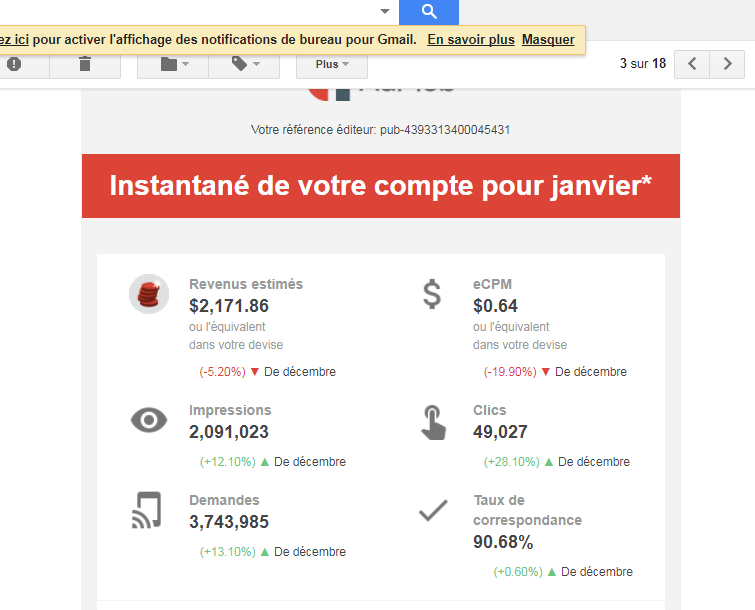 ez ici pour activer l'affichage des notifications de bureau pour Gmail. En savoir plus Masquer
Plus
3 sur 18
Votre référence éditeur: pub-4393313400045431
Instantané de votre compte pour janvier*
Revenus estimés
$2,171.86
ou l'équivalent
dans votre devise
(-5.20%) ▼ De décembre
eCPM
$0.64
ou l'équivalent
dans votre devise
(-19.90%) ▼ De décembre
Impressions
2,091,023
(+12.10%) ▲ De décembre
Clics
49,027
(+28.10%) ▲ De décembre
Demandes
3,743,985
(+13.10%) ▲ De décembre
Taux de
correspondance
90.68%
(+0.60%) ▲ De décembre